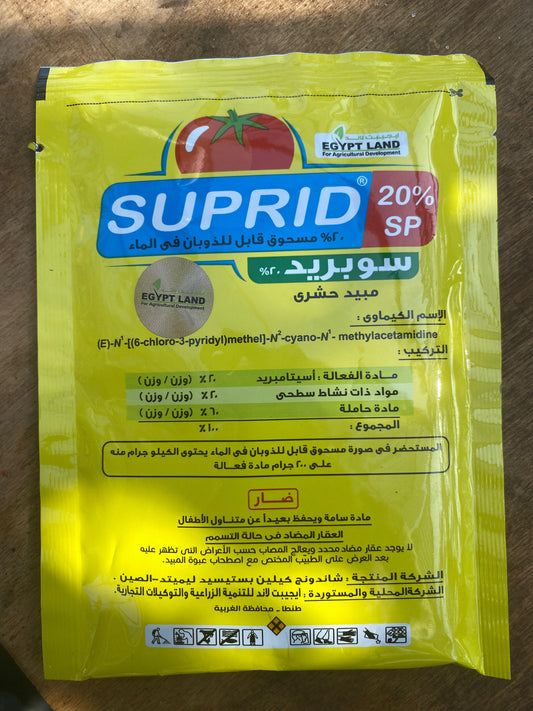 ايجيبت لاند
EGYPT LAND
For Agricultural Development
SUPRID®
20%
SP
٢٠% مسحوق قابل للذوبان فى الماء
سوبريد ٢٠%
مبيد حشرى
EGYPT LAND
For Agricultural Development
الإسم الكيماوى :
(E)-N¹-[(6-chloro-3-pyridyl)methel]-N²-cyano-N¹- methylacetamidine
التركيب :
مادة الفعالة : أسيتامبريد ٢٠ ٪ (وزن / وزن )
مواد ذات نشاط سطحى ٢٠ ٪ (وزن / وزن )
مادة حاملة ٦٠ ٪ (وزن / وزن )
المجموع : ١٠٠ ٪
المستحضر فى صورة مسحوق قابل للذوبان فى الماء يحتوى الكيلو جرام منه
على ٢٠٠ جرام مادة فعالة
ضار
مادة سامة ويحفظ بعيداً عن متناول الأطفال
العقار المضاد فى حالة التسمم
لا يوجد عقار مضاد محدد ويعالج المصاب حسب الأعراض التى تظهر عليه
بعد العرض على الطبيب المختص مع اصطحاب عبوة المبيد.
الشركة المنتجة : شاندونج كيلين بستيسيد ليميتد-الصين .
الشركة المحلية والمستوردة : ايجيبت لاند للتنمية الزراعية والتوكيلات التجارية.
طنطا - محافظة الغربية